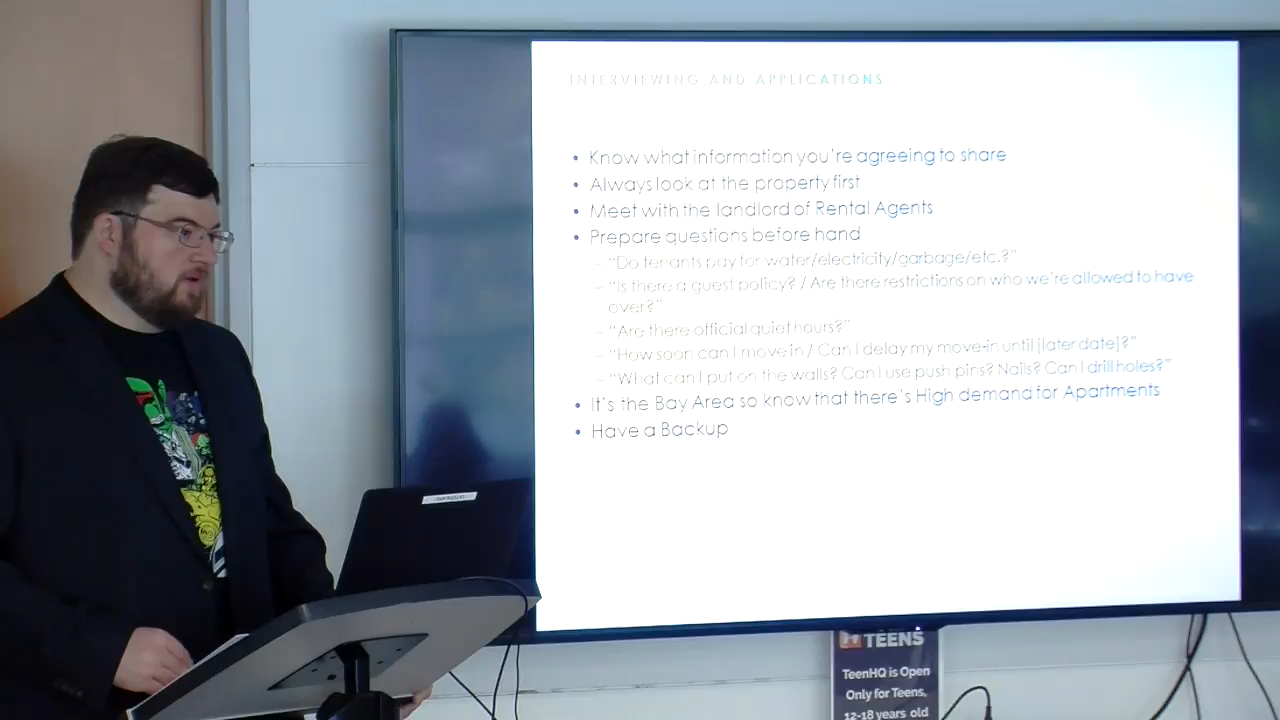 INTERVIEWING AND APPLICATIONS
• Know what information you're agreeing to share
• Always look at the property first
• Meet with the landlord of Rental Agents
• Prepare questions before hand
– "Do tenants pay for water/electricity/garbage/etc.?"
– "Is there a guest policy? / Are there restrictions on who we're allowed to have
over?"
– "Are there official quiet hours?"
– "How soon can I move in / Can I delay my move-in until [later date]?"
– "What can I put on the walls? Can I use push pins? Nails? Can I drill holes?"
• It's the Bay Area so know that there's High demand for Apartments
• Have a Backup
TEENS
TeenHQ is Open
Only for Teens,
12-18 years old